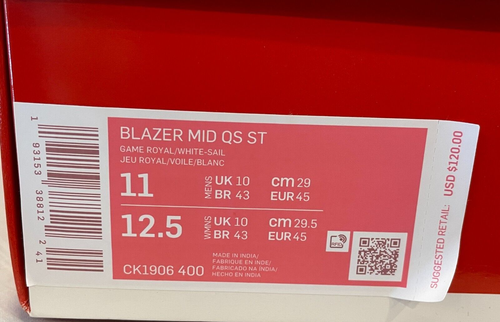 BLAZER MID QS ST
GAME ROYAL/WHITE-SAIL
JEU ROYAL/VOILE/BLANC
11 MENS UK 10 cm 29
BR 43 EUR 45
12.5 WMNS UK 10 cm 29.5
BR 43 EUR 45
CK1906 400
MADE IN INDIA/
FABRIQUE EN INDE/
FABRICADO NA INDIA/
HECHO EN INDIA
1 93153 38812 2 41
SUGGESTED RETAIL: USD $120.00